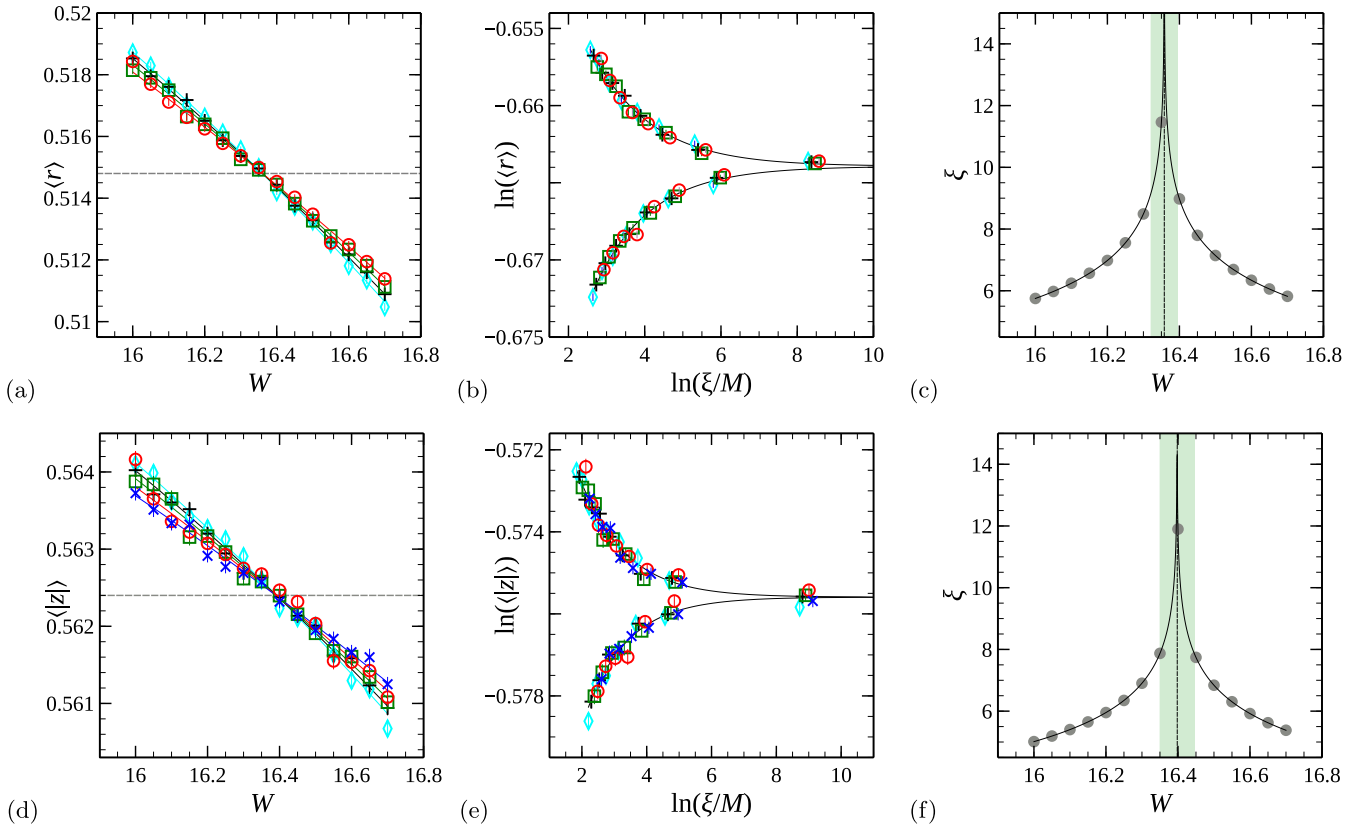 0.52
0.518
0.516
0.514
0.512
0.51
⟨r⟩
16 16.2 16.4 16.6 16.8
W
(a)
−0.655
−0.66
−0.67
−0.675
ln(⟨r⟩)
2 4 6 8 10
ln(ξ/M)
(b)
14
12
10
8
6
ξ
16 16.2 16.4 16.6 16.8
W
(c)
0.564
0.563
0.562
0.561
⟨|z|⟩
16 16.2 16.4 16.6 16.8
W
(d)
−0.572
−0.574
−0.578
ln(⟨|z|⟩)
2 4 6 8 10
ln(ξ/M)
(e)
14
12
10
8
6
ξ
16 16.2 16.4 16.6 16.8
W
(f)